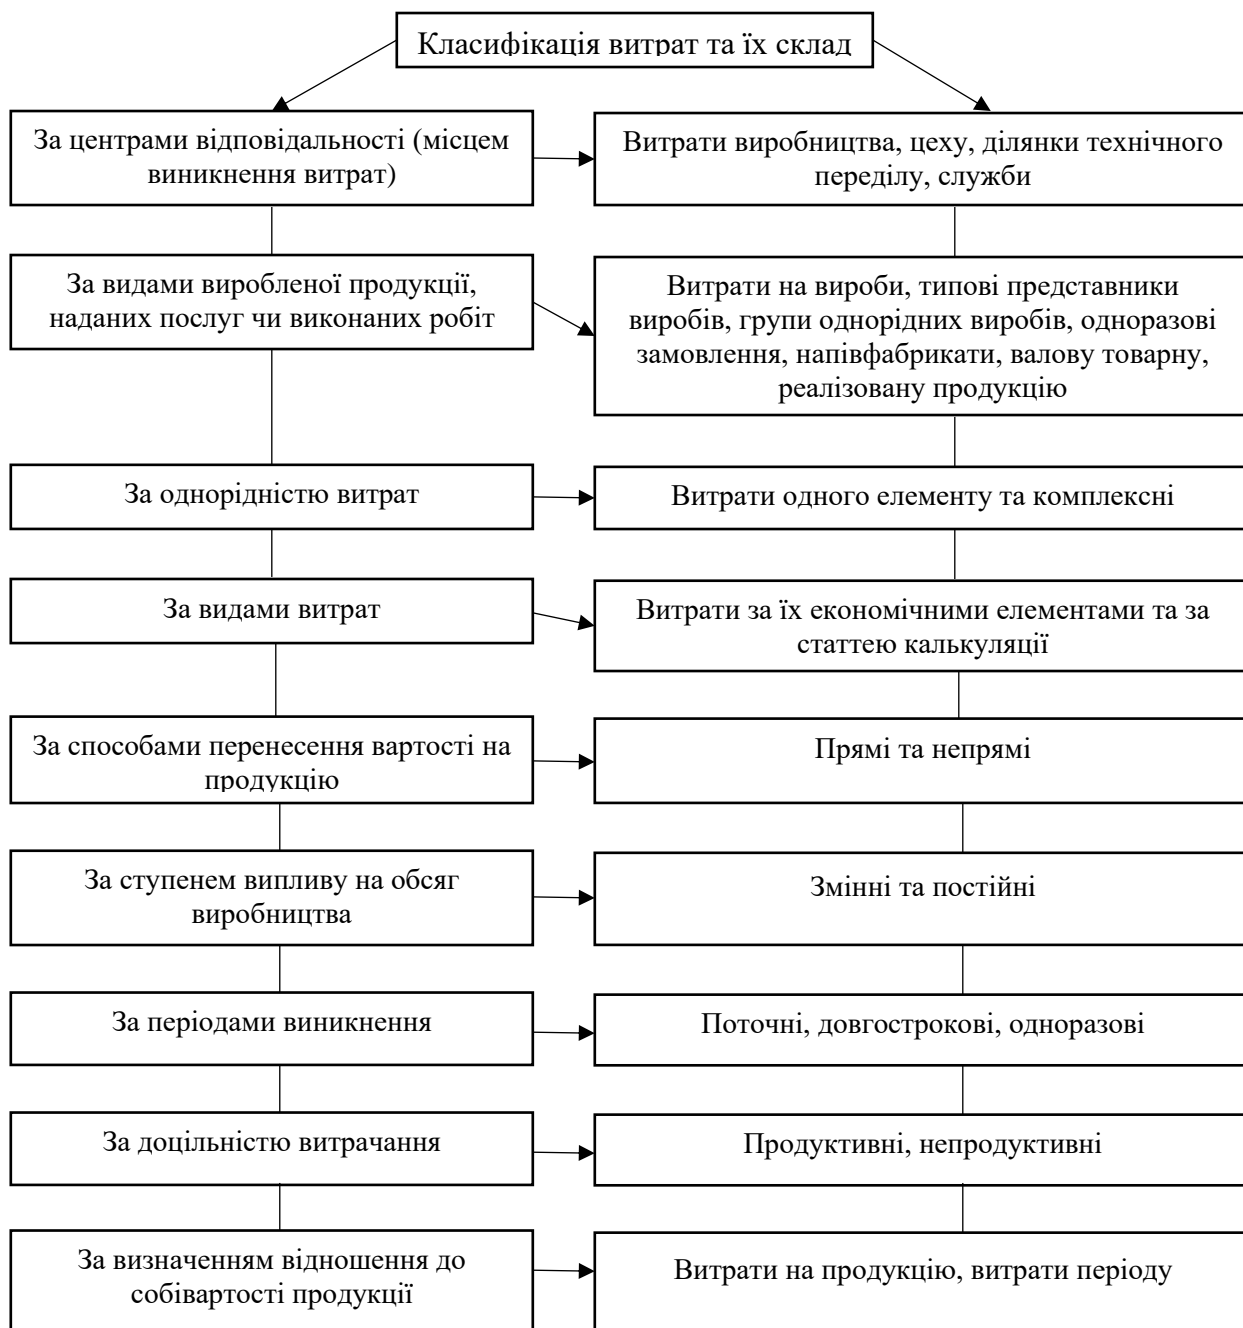 Класифікація витрат та їх склад
За центрами відповідальності (місцем
виникнення витрат)
Витрати виробництва, цеху, ділянки технічного
переділу, служби
За видами виробленої продукції,
наданих послуг чи виконаних робіт
Витрати на вироби, типові представники
виробів, групи однорідних виробів, одноразові
замовлення, напівфабрикати, валову товарну,
реалізовану продукцію
За однорідністю витрат
Витрати одного елементу та комплексні
За видами витрат
Витрати за їх економічними елементами та за
статтею калькуляції
За способами перенесення вартості на
продукцію
Прямі та непрямі
За ступенем випливу на обсяг
виробництва
Змінні та постійні
За періодами виникнення
Поточні, довгострокові, одноразові
За доцільністю витрачання
Продуктивні, непродуктивні
За визначенням відношення до
собівартості продукції
Витрати на продукцію, витрати періоду